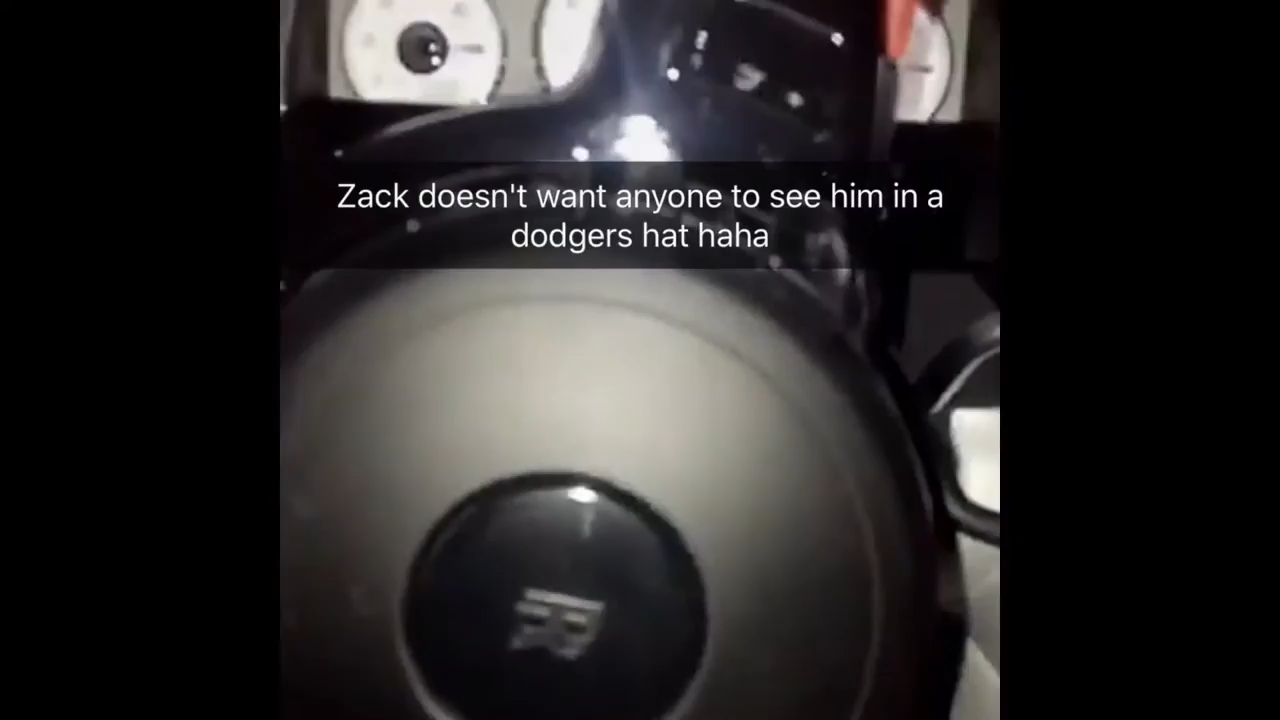 Zack doesn't want anyone to see him in a
dodgers hat haha